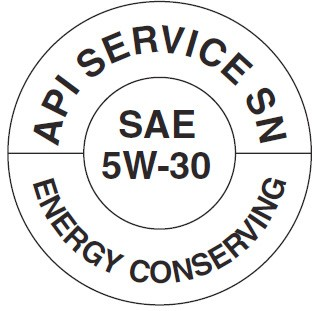 API SERVICE SN
SAE
5W-30
ENERGY CONSERVING